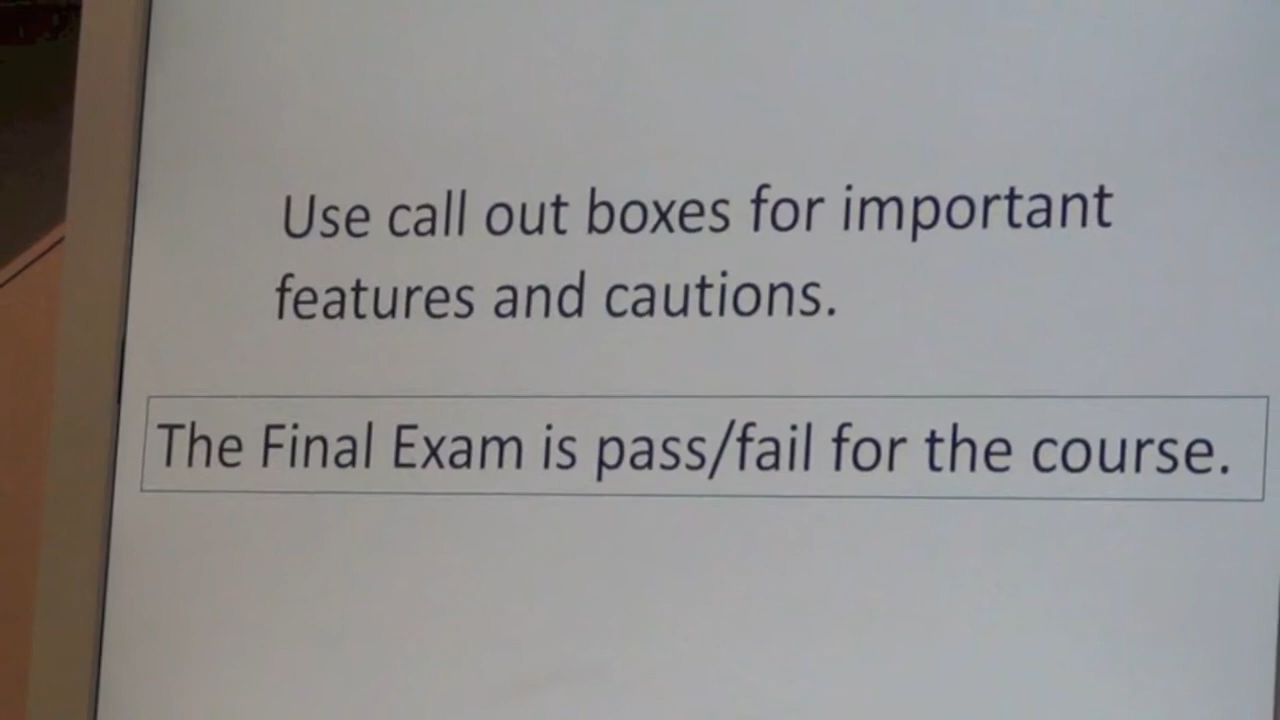 Use call out boxes for important
features and cautions.
The Final Exam is pass/fail for the course.